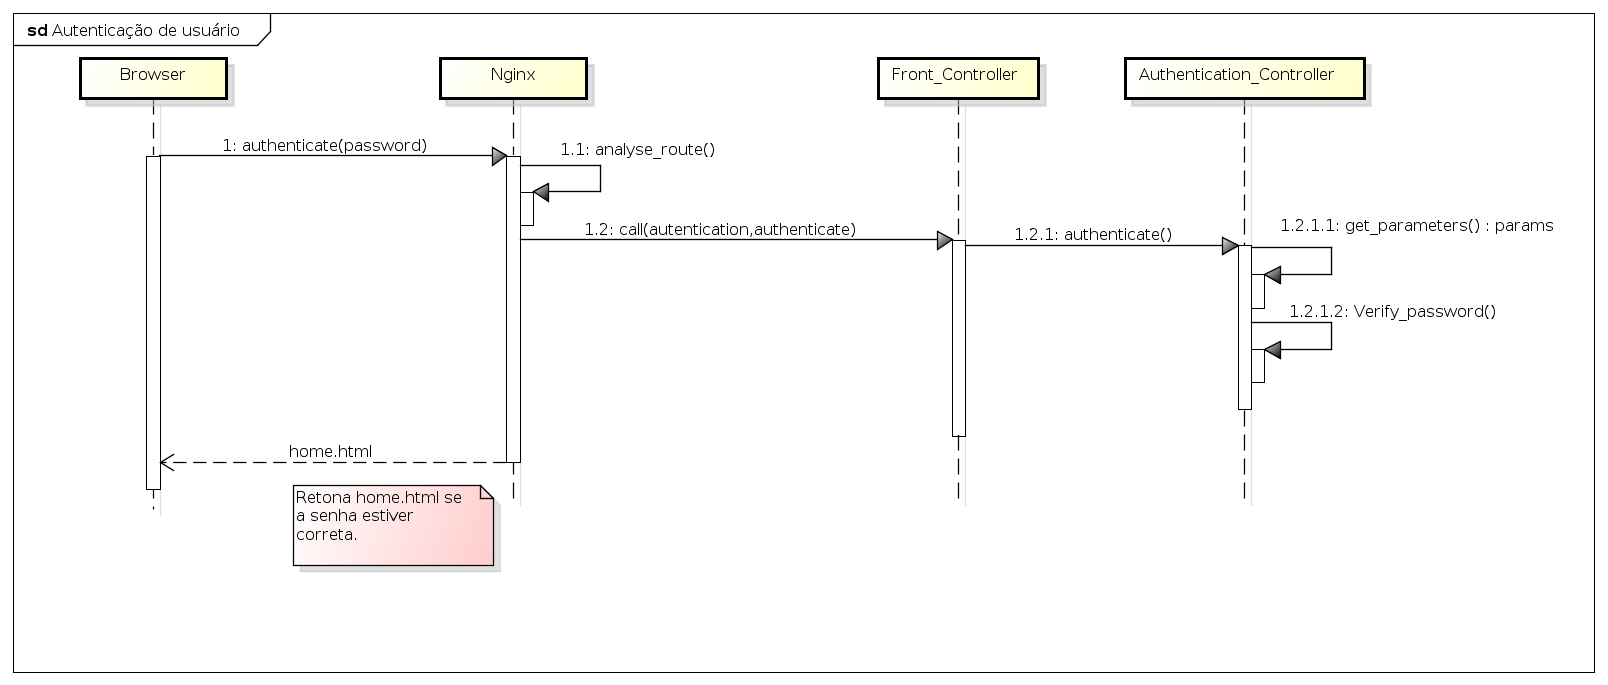 sd Autenticação de usuário
Browser
Nginx
Front_Controller
Authentication_Controller
1: authenticate(password)
1.1: analyse_route()
1.2: call(autentication,authenticate)
1.2.1: authenticate()
1.2.1.1: get_parameters() : params
1.2.1.2: Verify_password()
home.html
Retona home.html se
a senha estiver
correta.